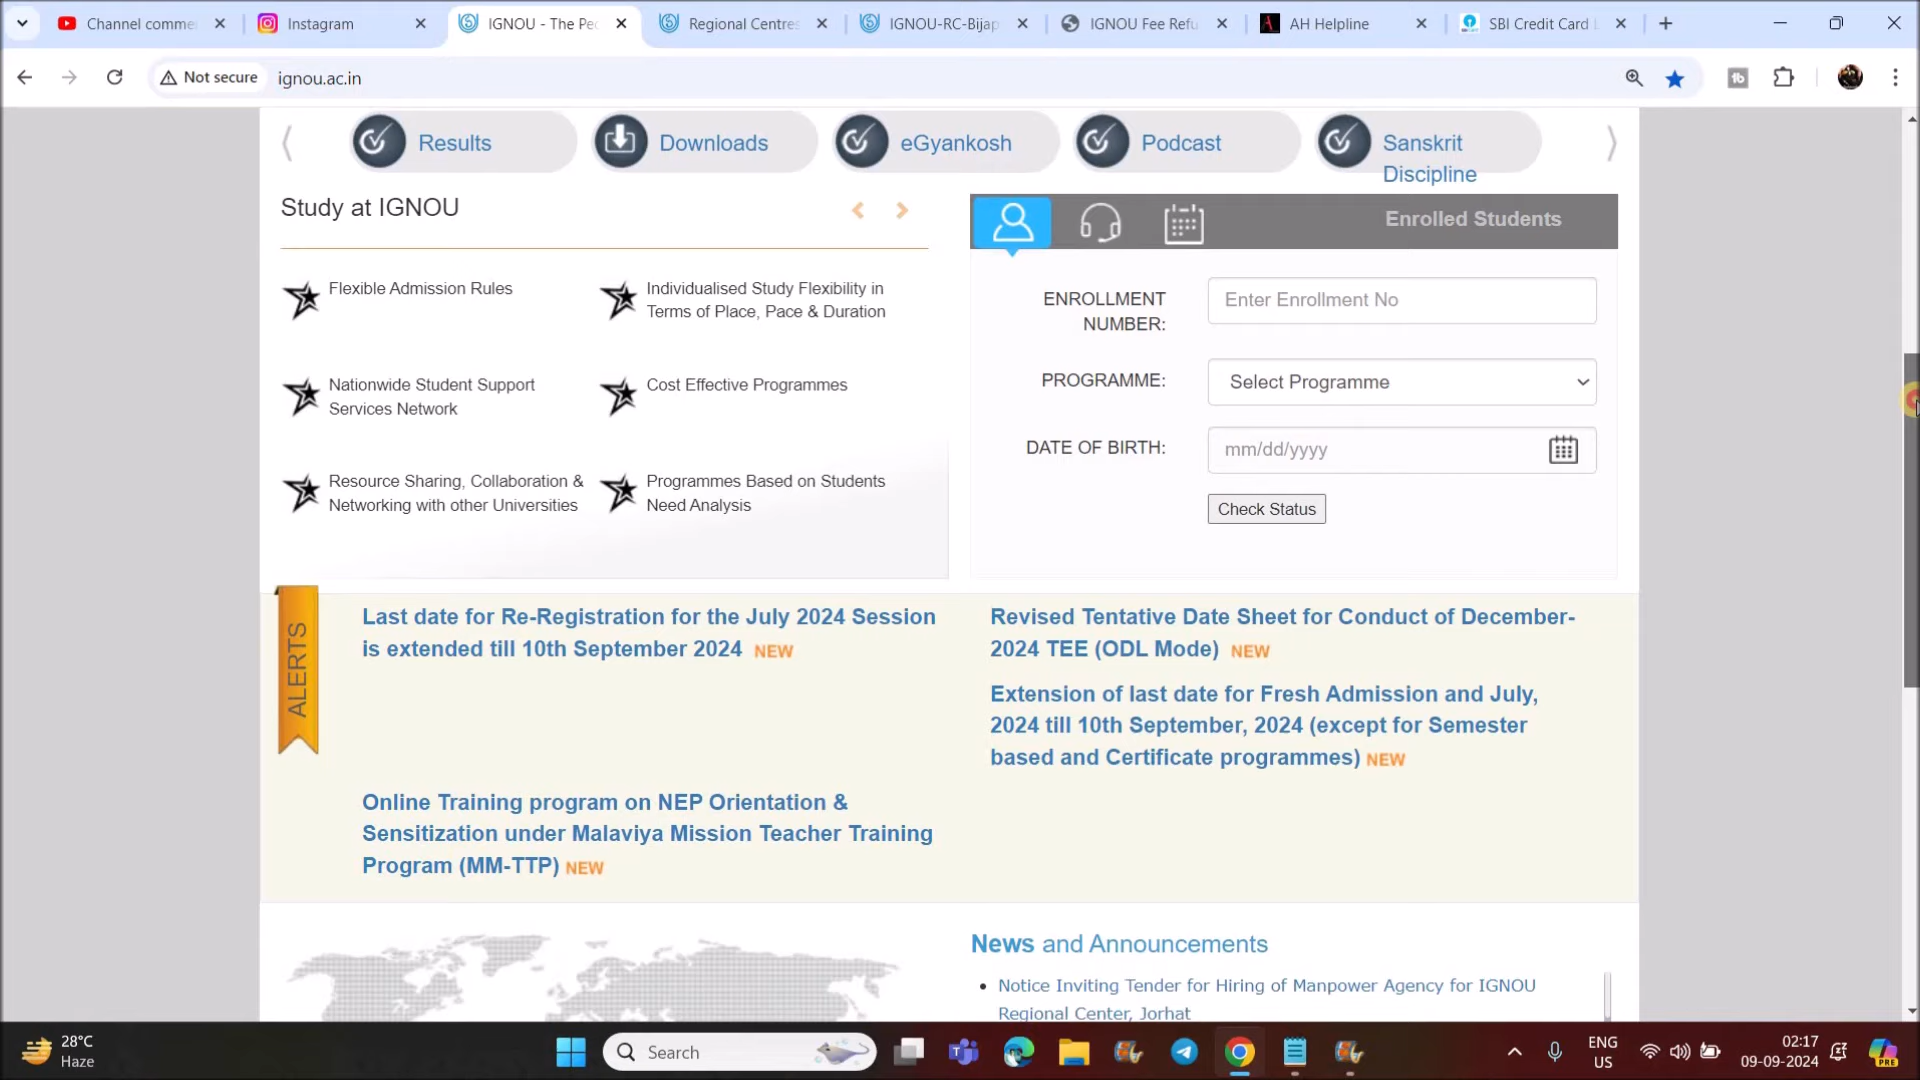 Channel comme
Instagram
IGNOU - The Peo
Regional Centres
IGNOU-RC-Bijap
IGNOU Fee Refu
AH Helpline
SBI Credit Card L
Not secure
ignou.ac.in
Results
Downloads
eGyankosh
Podcast
Sanskrit
Discipline
Study at IGNOU
Flexible Admission Rules
Individualised Study Flexibility in
Terms of Place, Pace & Duration
Nationwide Student Support
Services Network
Cost Effective Programmes
Resource Sharing, Collaboration &
Networking with other Universities
Programmes Based on Students
Need Analysis
Enrolled Students
ENROLLMENT
NUMBER:
Enter Enrollment No
PROGRAMME:
Select Programme
DATE OF BIRTH:
mm/dd/yyyy
Check Status
ALERTS
Last date for Re-Registration for the July 2024 Session
is extended till 10th September 2024 NEW
Revised Tentative Date Sheet for Conduct of December-
2024 TEE (ODL Mode) NEW
Extension of last date for Fresh Admission and July,
2024 till 10th September, 2024 (except for Semester
based and Certificate programmes) NEW
Online Training program on NEP Orientation &
Sensitization under Malaviya Mission Teacher Training
Program (MM-TTP) NEW
News and Announcements
Notice Inviting Tender for Hiring of Manpower Agency for IGNOU
Regional Center, Jorhat
28°C
Haze
Search
ENG
US
02:17
09-09-2024
PRE